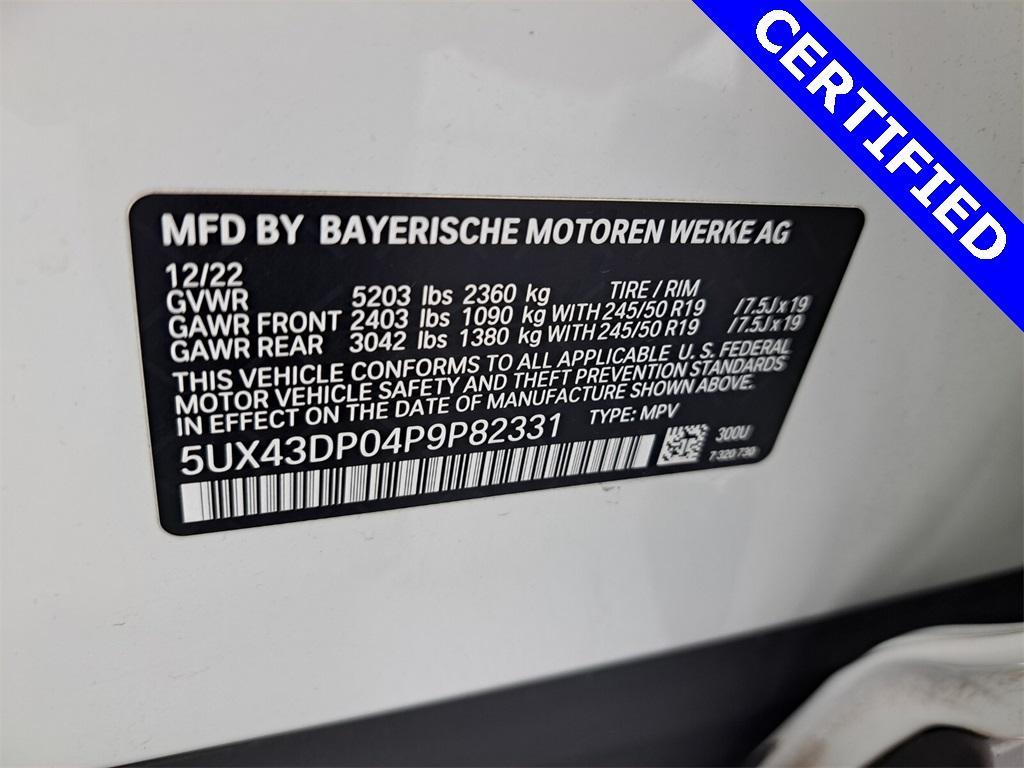 CERTIFIED
MFD BY BAYERISCHE MOTOREN WERKE AG
12/22
GVWR 5203 lbs 2360 kg TIRE / RIM
GAWR FRONT 2403 lbs 1090 kg WITH 245/50 R19 /7.5J x 19
GAWR REAR 3042 lbs 1380 kg WITH 245/50 R19 /7.5J x 19
THIS VEHICLE CONFORMS TO ALL APPLICABLE U. S. FEDERAL
MOTOR VEHICLE SAFETY AND THEFT PREVENTION STANDARDS
IN EFFECT ON THE DATE OF MANUFACTURE SHOWN ABOVE.
5UX43DP04P9P82331 TYPE: MPV
300U
7 320 730